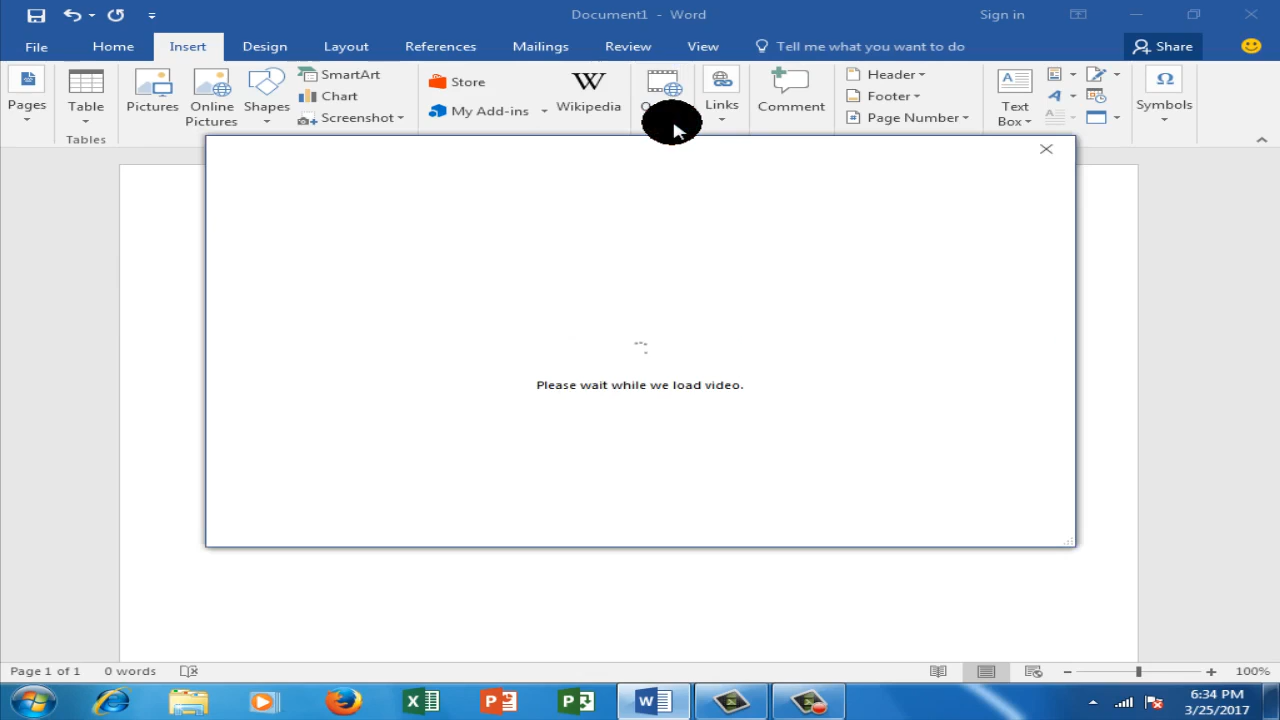 Document1 - Word
Sign in
File
Home
Insert
Design
Layout
References
Mailings
Review
View
Tell me what you want to do
Share
Pages
Table
Pictures
Online
Pictures
Shapes
SmartArt
Chart
Screenshot
Store
My Add-ins
W
Wikipedia
Links
Comment
Header
Footer
Page Number
Text
Box
Symbols
Tables
Please wait while we load video.
Page 1 of 1
0 words
100%
6:34 PM
3/25/2017